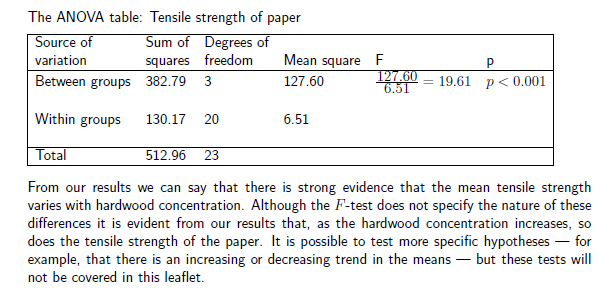 The ANOVA table: Tensile strength of paper
Source of Sum of Degrees of
variation squares freedom Mean square F p
Between groups 382.79 3 127.60 127.60/6.51 = 19.61 p < 0.001
Within groups 130.17 20 6.51
Total 512.96 23
From our results we can say that there is strong evidence that the mean tensile strength
varies with hardwood concentration. Although the F-test does not specify the nature of these
differences it is evident from our results that, as the hardwood concentration increases, so
does the tensile strength of the paper. It is possible to test more specific hypotheses — for
example, that there is an increasing or decreasing trend in the means — but these tests will
not be covered in this leaflet.